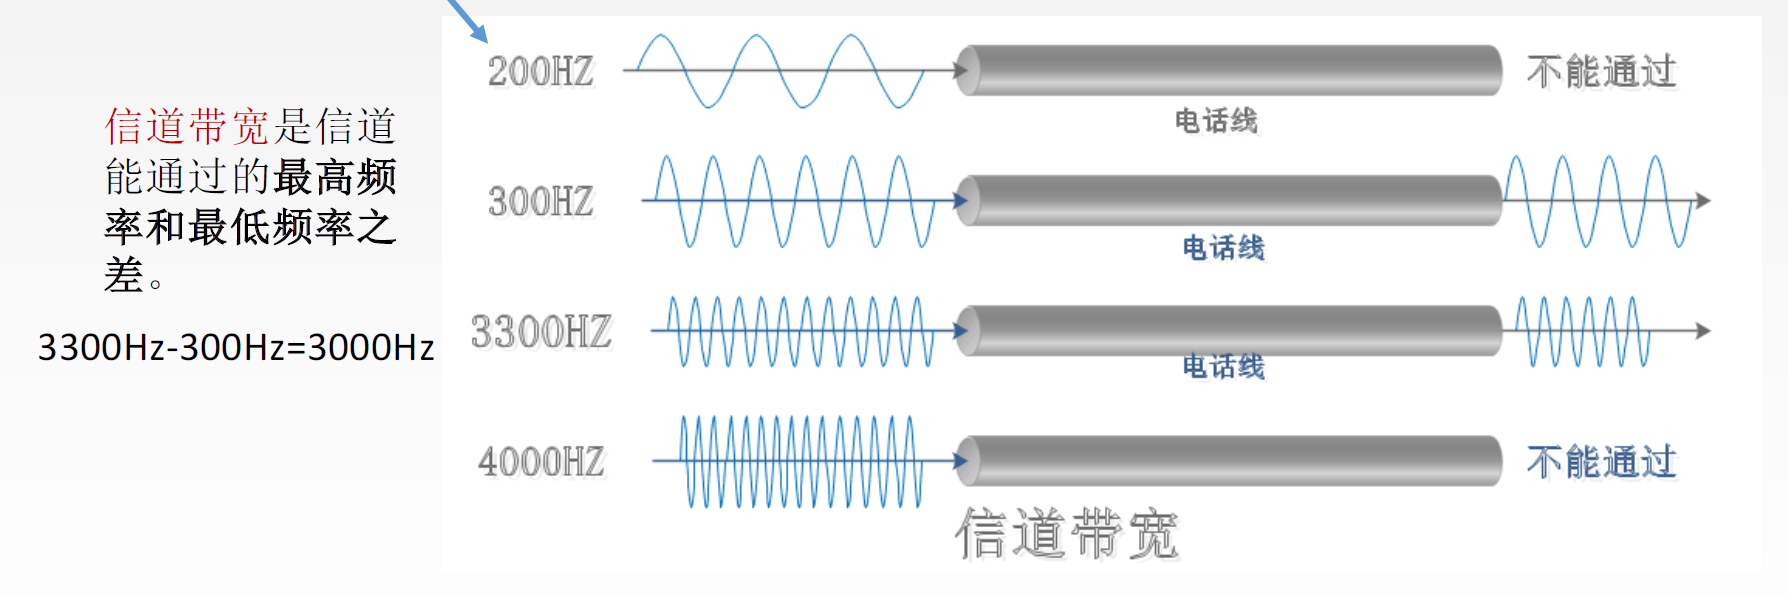 信道带宽是信道
能通过的最高频
率和最低频率之
差。
3300Hz-300Hz=3000Hz
200HZ
不能通过
电话线
300HZ
电话线
3300HZ
电话线
4000HZ
不能通过
信道带宽